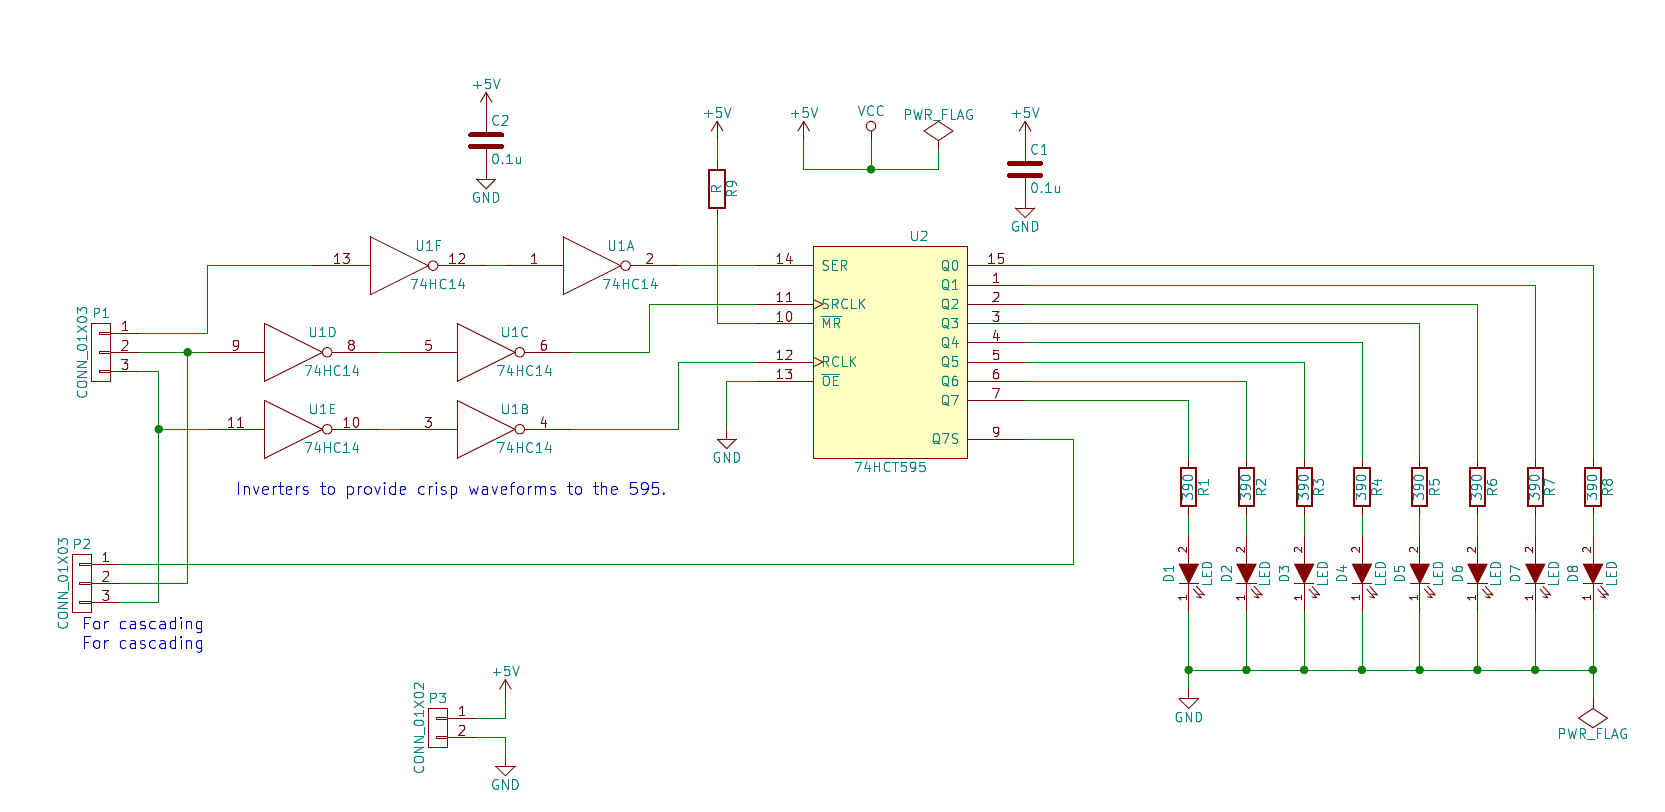 +5V
C2
0.1u
GND
+5V
R
R9
+5V
VCC
PWR_FLAG
+5V
C1
0.1u
GND
13
U1F
12
74HC14
1
U1A
2
74HC14
P1
CONN_01X03
1
2
3
9
U1D
8
74HC14
5
U1C
6
74HC14
11
U1E
10
74HC14
3
U1B
4
74HC14
Inverters to provide crisp waveforms to the 595.
U2
14 SER Q0 15
Q1 1
11 SRCLK Q2 2
10 MR Q3 3
Q4 4
12 RCLK Q5 5
13 OE Q6 6
Q7 7
Q7S 9
74HCT595
GND
390 R1
390 R2
390 R3
390 R4
390 R5
390 R6
390 R7
390 R8
2 D1 LED 1
2 D2 LED 1
2 D3 LED 1
2 D4 LED 1
2 D5 LED 1
2 D6 LED 1
2 D7 LED 1
2 D8 LED 1
GND
PWR_FLAG
P2
CONN_01X03
1
2
3
For cascading
For cascading
+5V
P3
CONN_01X02
1
2
GND